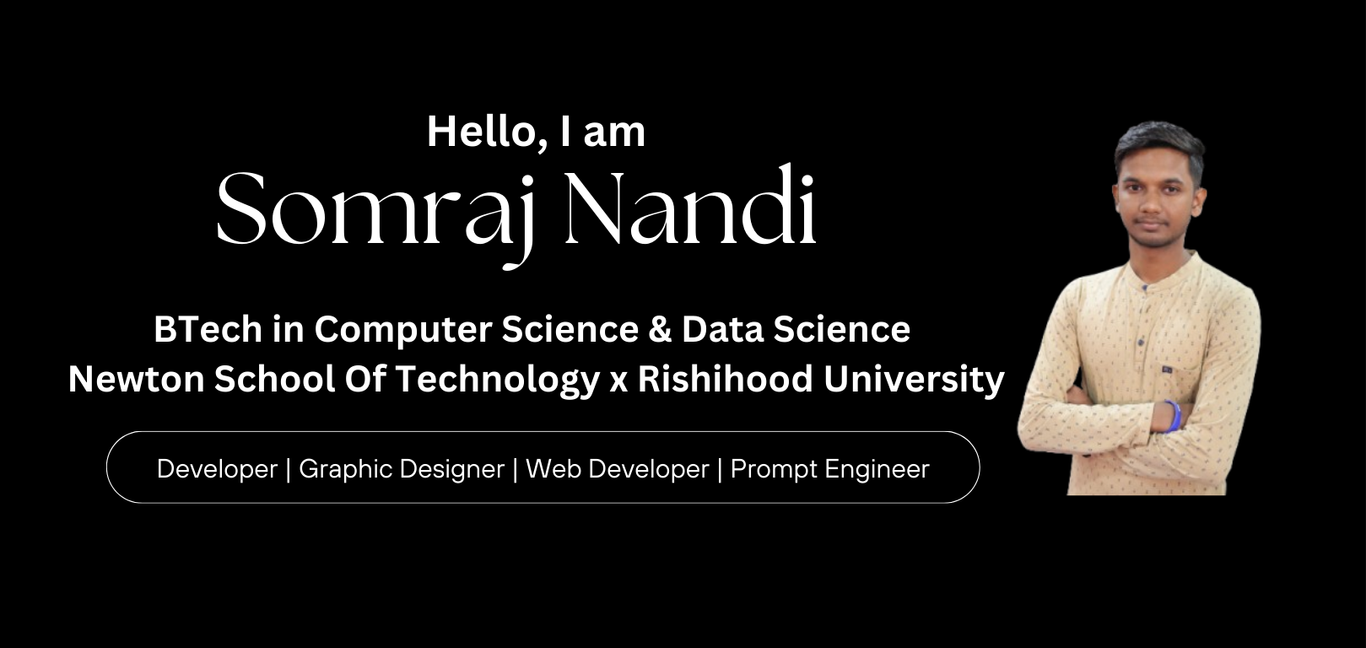 Hello, I am
Somraj Nandi
BTech in Computer Science & Data Science
Newton School Of Technology x Rishihood University
Developer | Graphic Designer | Web Developer | Prompt Engineer